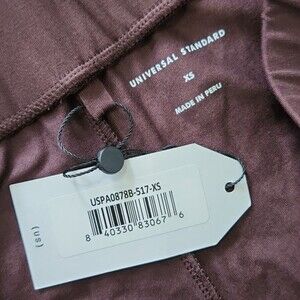 UNIVERSAL STANDARD
XS
MADE IN PERU
USPA0878B-517-XS
8 40330 83067 6
(us)